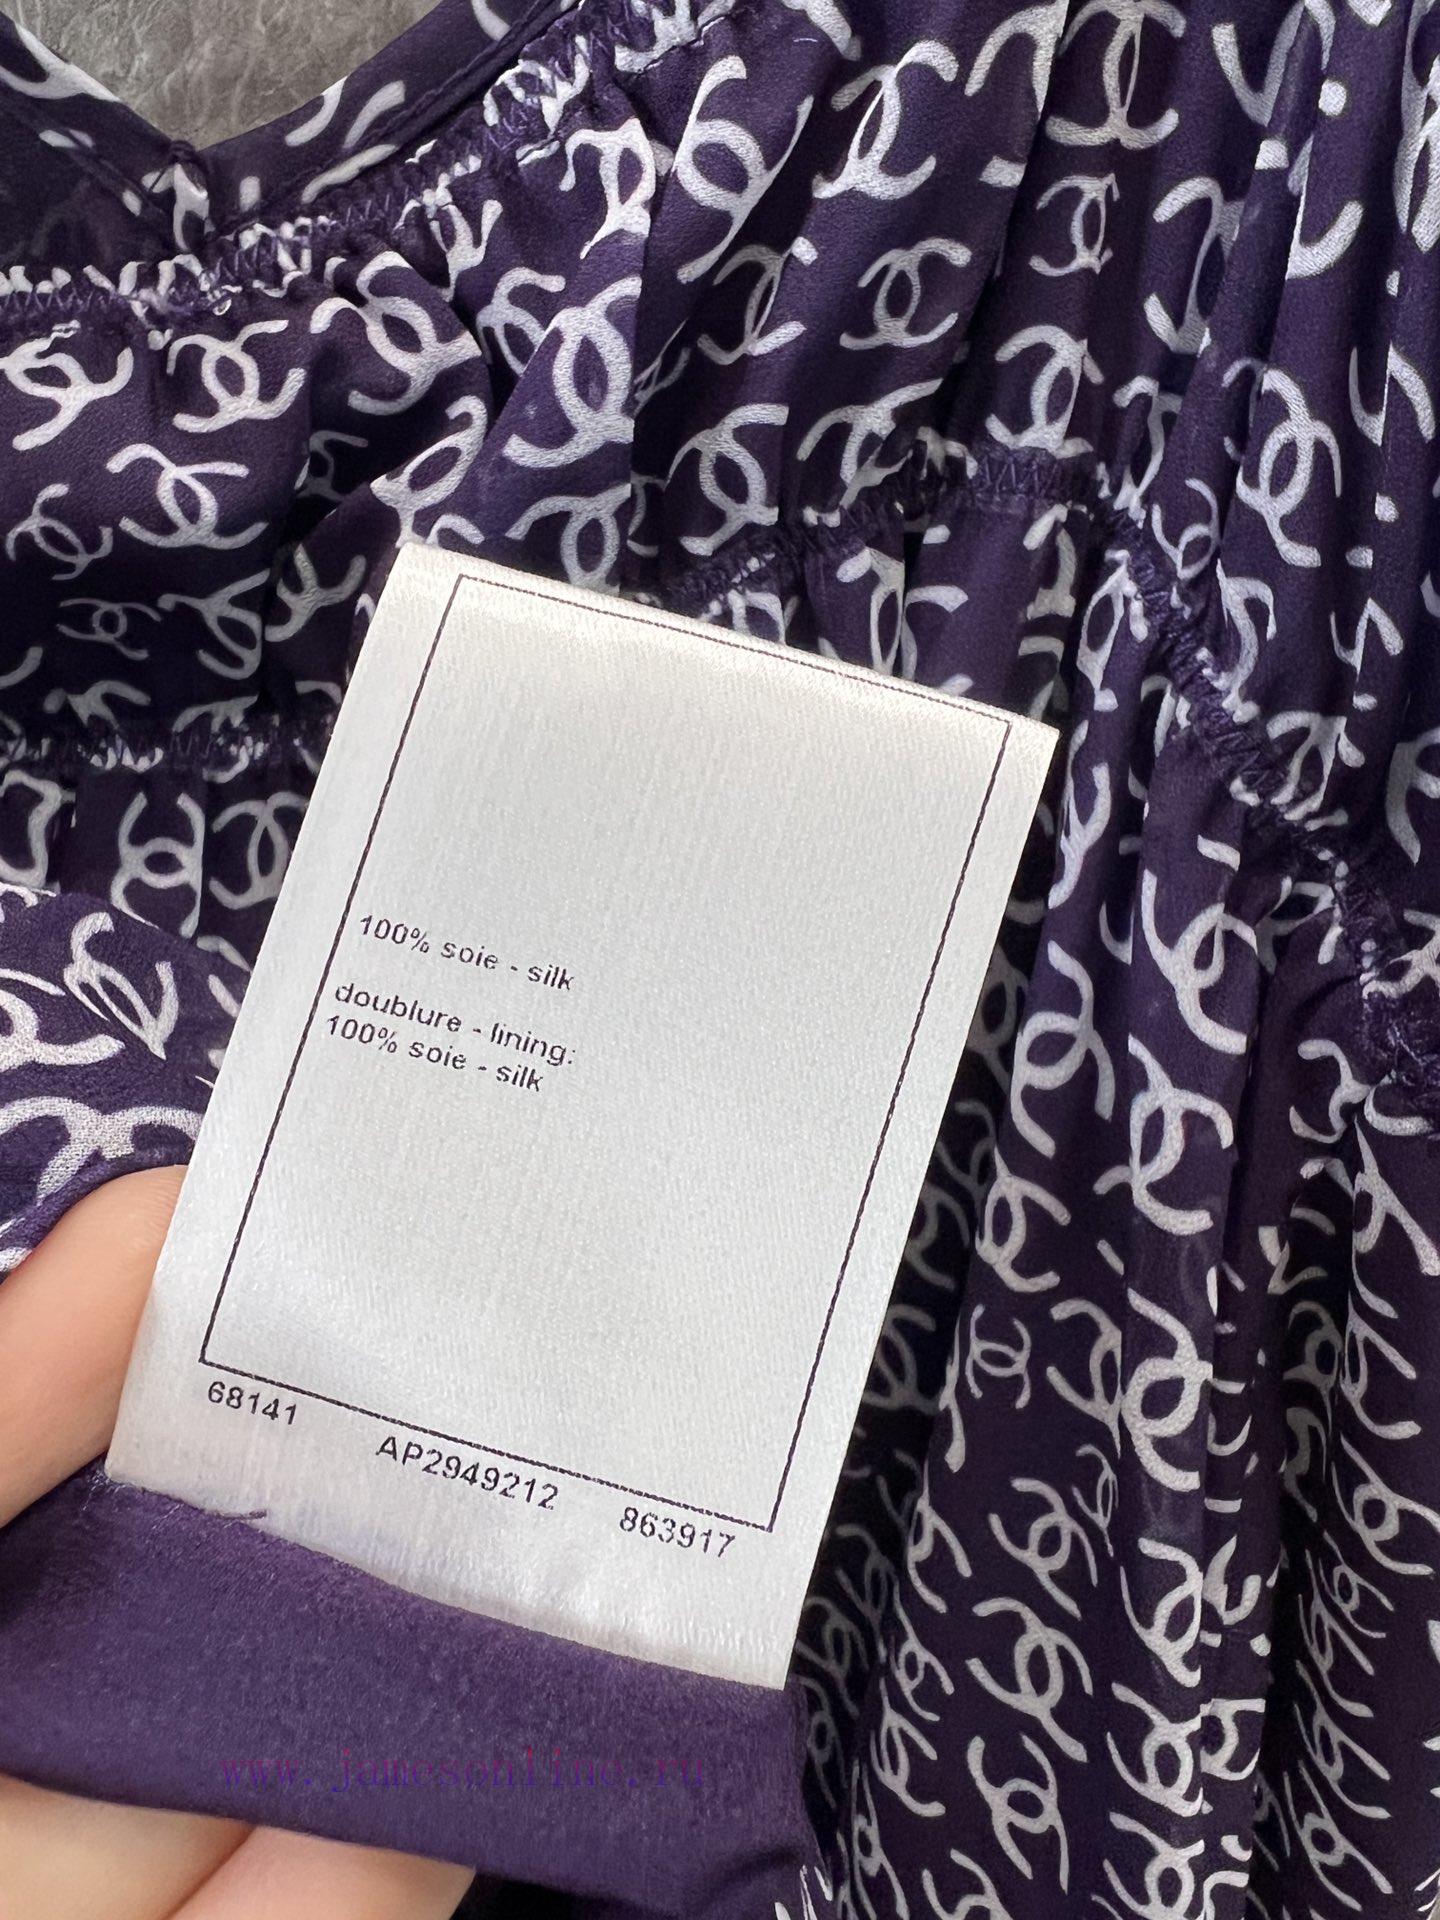 100% soie - silk
doublure - lining:
100% soie - silk
68141 AP2949212 863917
www.jamesonline.ru